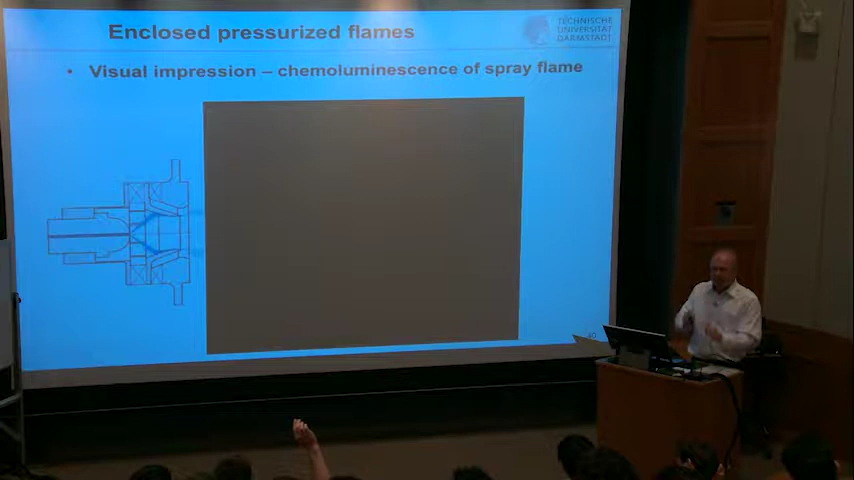 Enclosed pressurized flames
TECHNISCHE
UNIVERSITÄT
DARMSTADT
• Visual impression – chemoluminescence of spray flame